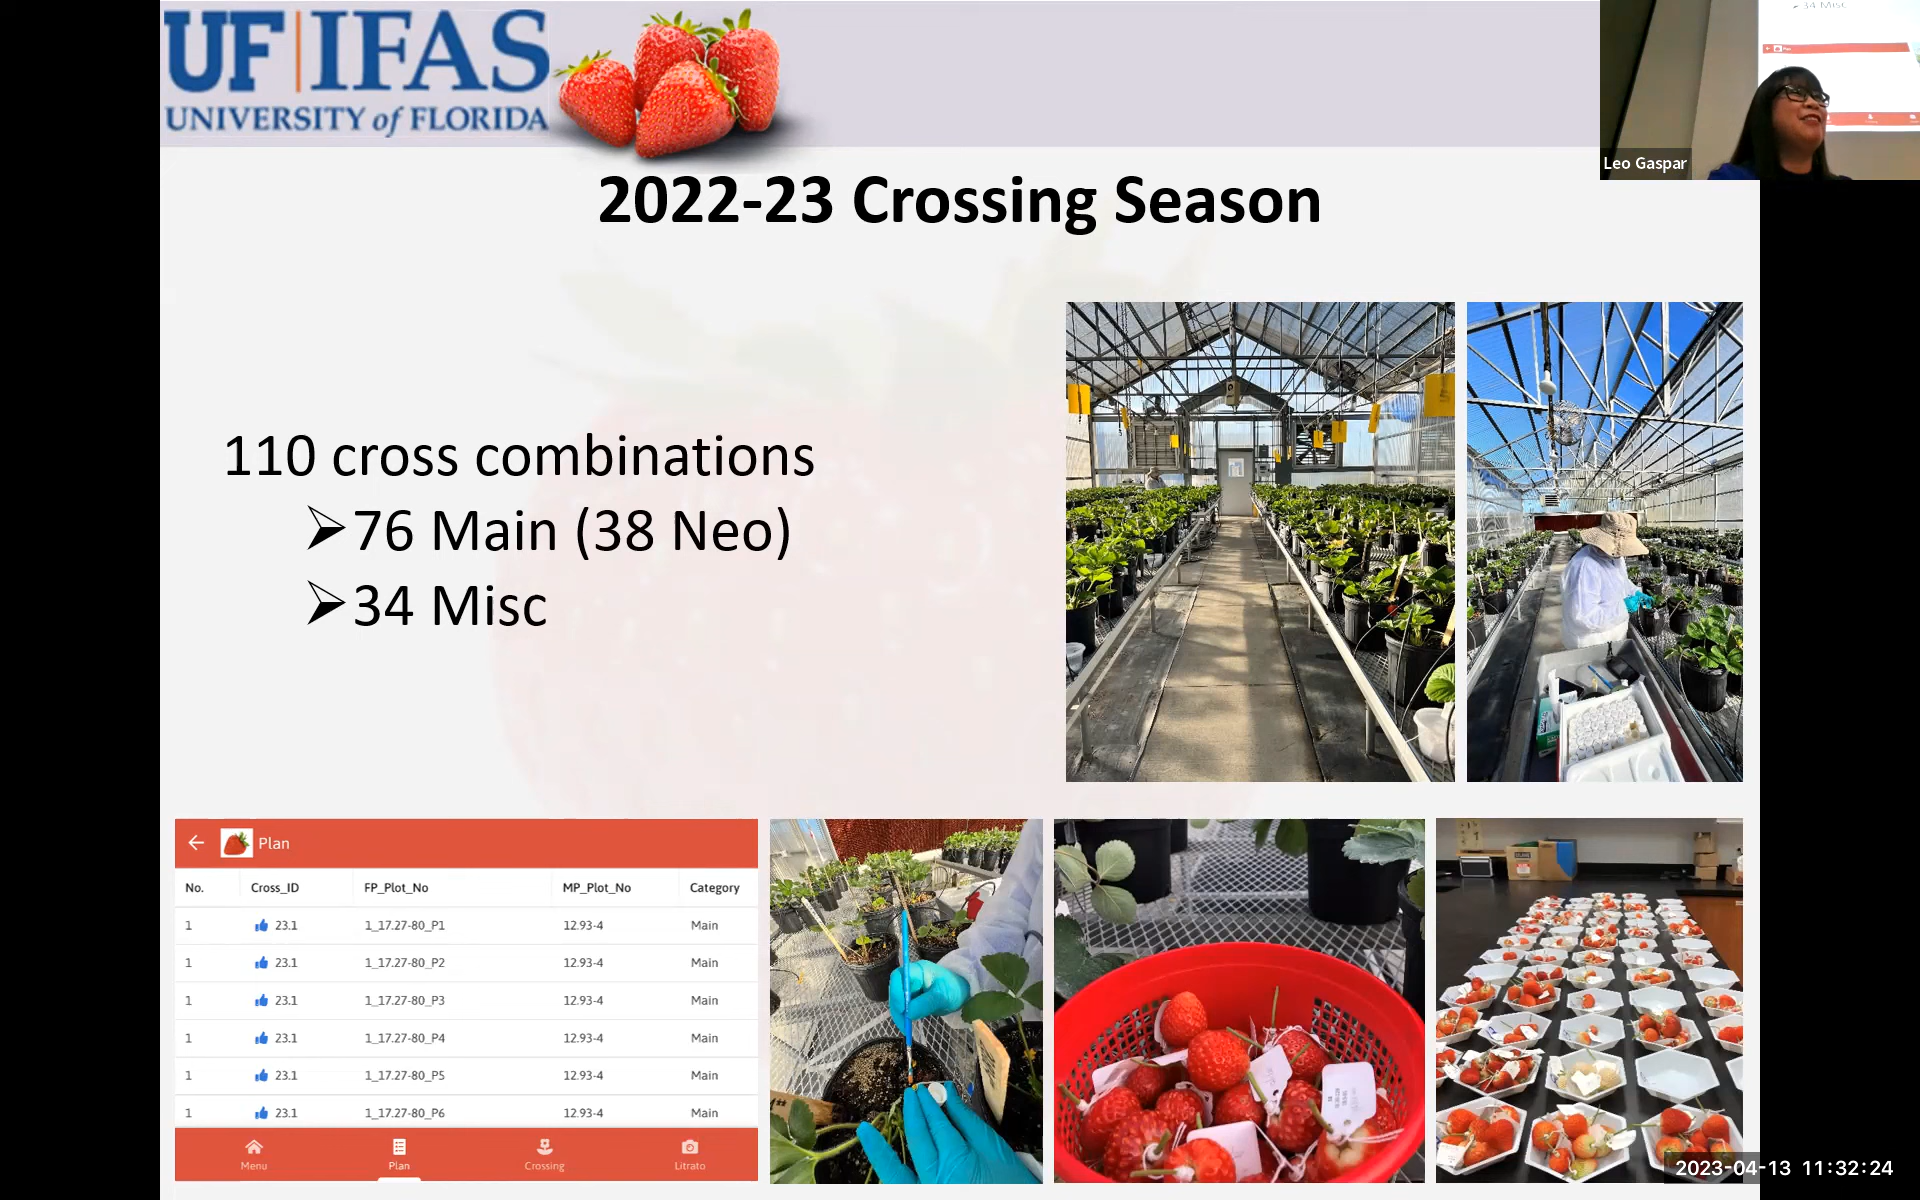 UF|IFAS
UNIVERSITY of FLORIDA
34 Misc
Leo Gaspar
2022-23 Crossing Season
110 cross combinations
➢76 Main (38 Neo)
➢34 Misc
Plan
No. Cross_ID FP_Plot_No MP_Plot_No Category
1 23.1 1_17.27-80_P1 12.93-4 Main
1 23.1 1_17.27-80_P2 12.93-4 Main
1 23.1 1_17.27-80_P3 12.93-4 Main
1 23.1 1_17.27-80_P4 12.93-4 Main
1 23.1 1_17.27-80_P5 12.93-4 Main
1 23.1 1_17.27-80_P6 12.93-4 Main
Menu Plan Crossing Litrato
2023-04-13 11:32:24